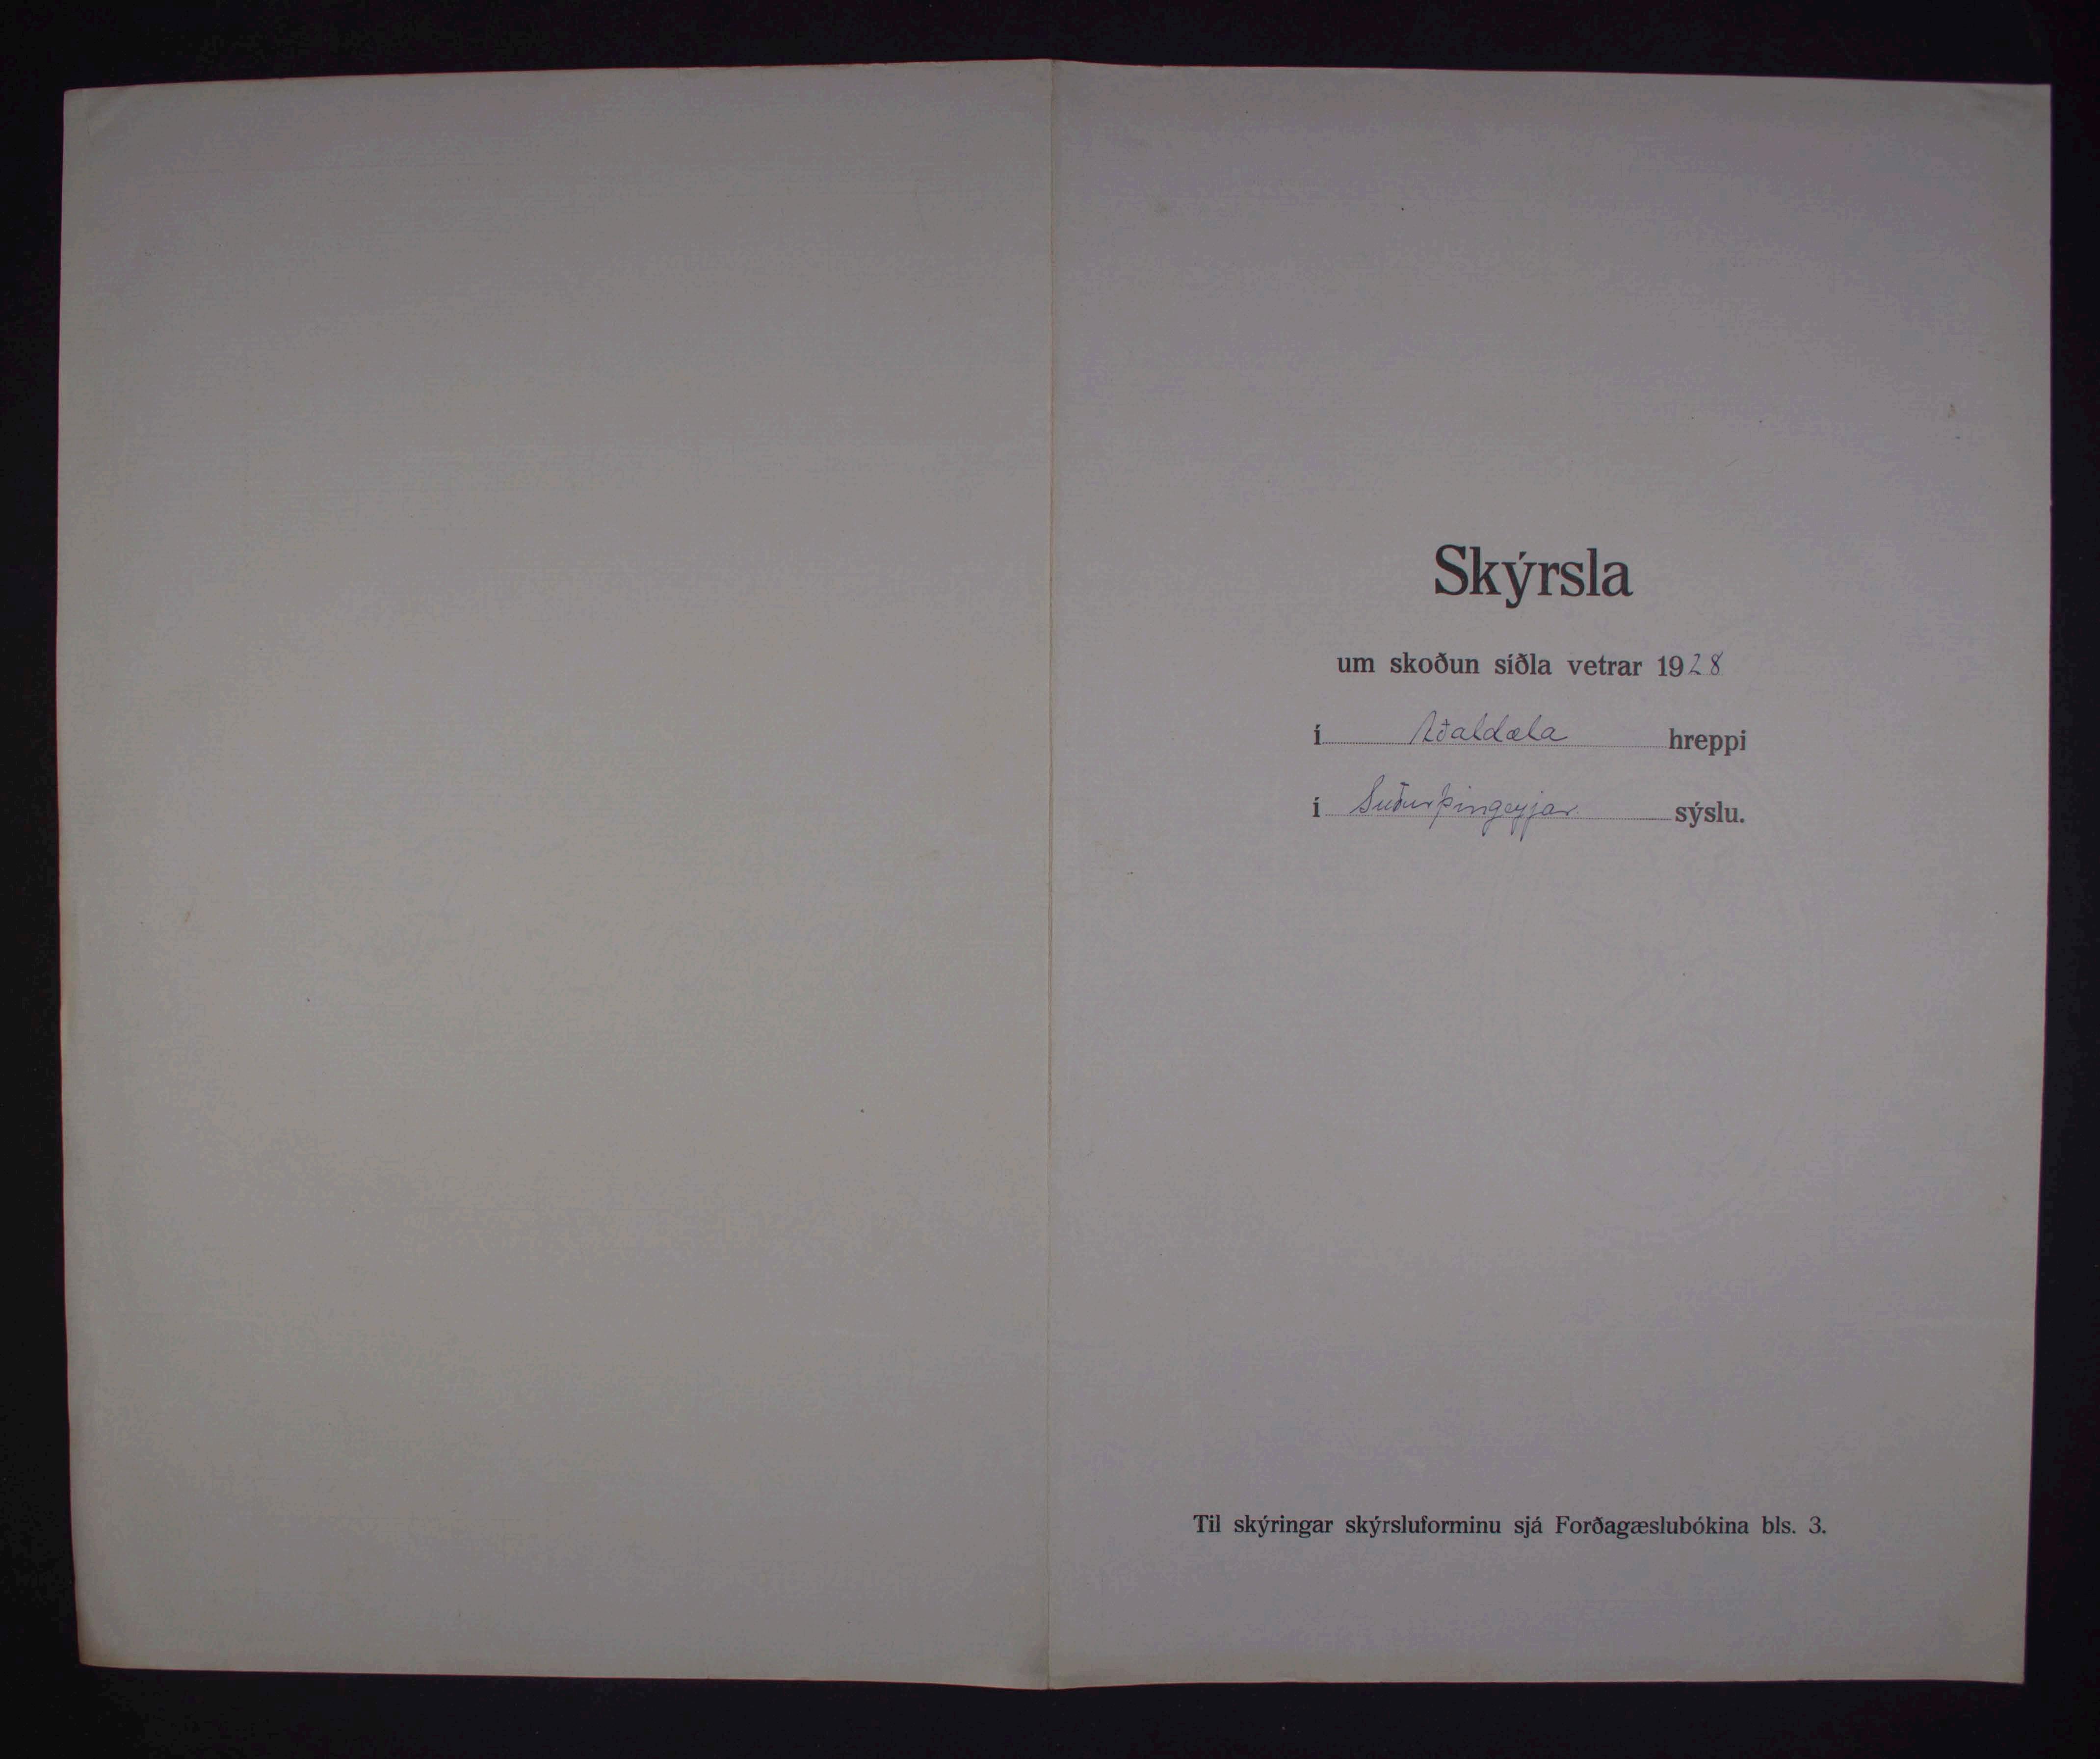 Skýrsla
um skoðun síðla vetrar 1928
í Aðaldæla hreppi
í Suðurþingeyjar sýslu.
Til skýringar skýrsluforminu sjá Forðagæslubókina bls. 3.